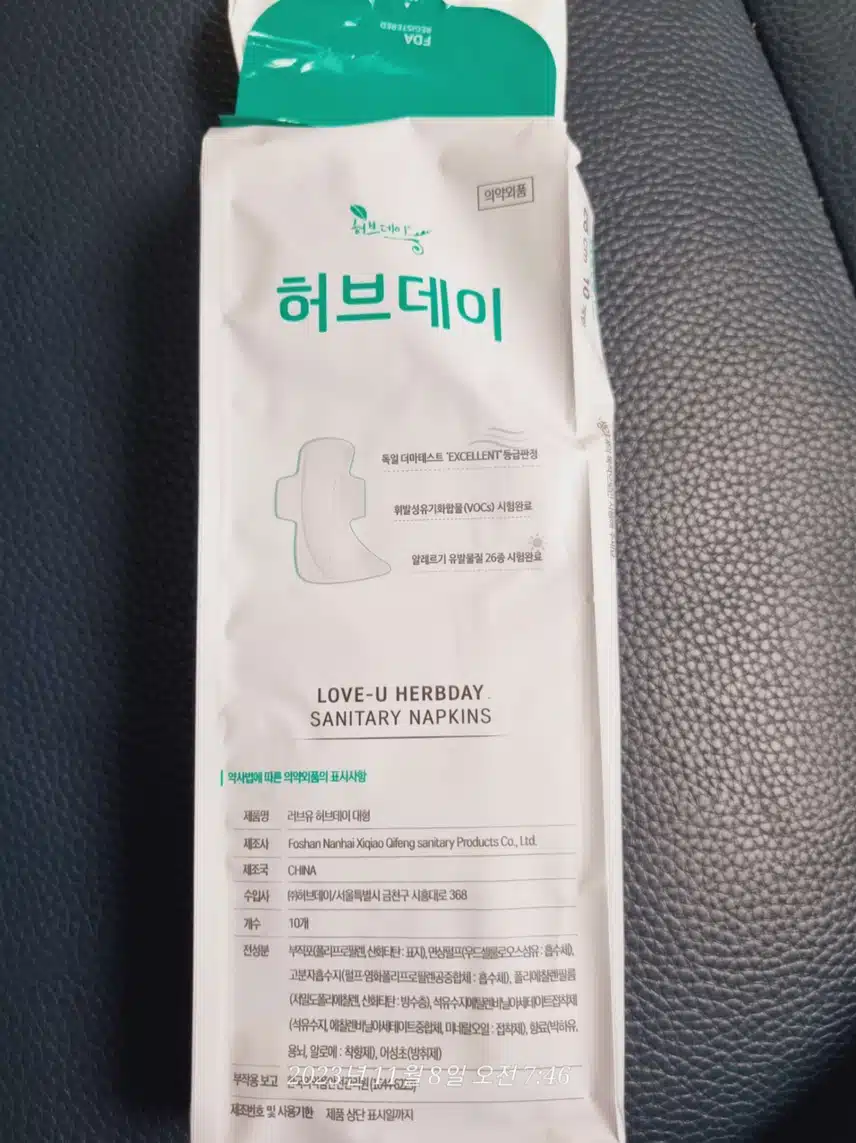 FDA
REGISTERED
의약외품
허브데이
허브데이
26 cm 10
독일 더마테스트 'EXCELLENT' 등급판정
휘발성유기화합물(VOCs) 시험완료
알레르기 유발물질 26종 시험완료
LOVE-U HERBDAY
SANITARY NAPKINS
약사법에 따른 의약외품의 표시사항
제품명 러브유 허브데이 대형
제조사 Foshan Nanhai Xiqiao Qifeng sanitary Products Co., Ltd.
제조국 CHINA
수입사 ㈜허브데이/서울특별시 금천구 시흥대로 368
개수 10개
전성분 부직포(폴리프로필렌, 산화티탄 : 표지), 면상펄프(우드셀룰로오스섬유 : 흡수체),
고분자흡수지(펄프·염화폴리프로필렌공중합체 : 흡수체), 폴리에칠렌필름
(저밀도폴리에칠렌, 산화티탄 : 방수층), 석유수지에칠렌비닐아세테이트접착제
(석유수지, 에칠렌비닐아세테이트중합체, 미네랄오일 : 접착제), 향료(박하유,
용뇌, 알로에 : 착향제), 어성초(방취제)
부작용 보고
2023년 11월 8일 오전 7:46
제조번호 및 사용기한 제품 상단 표시일까지